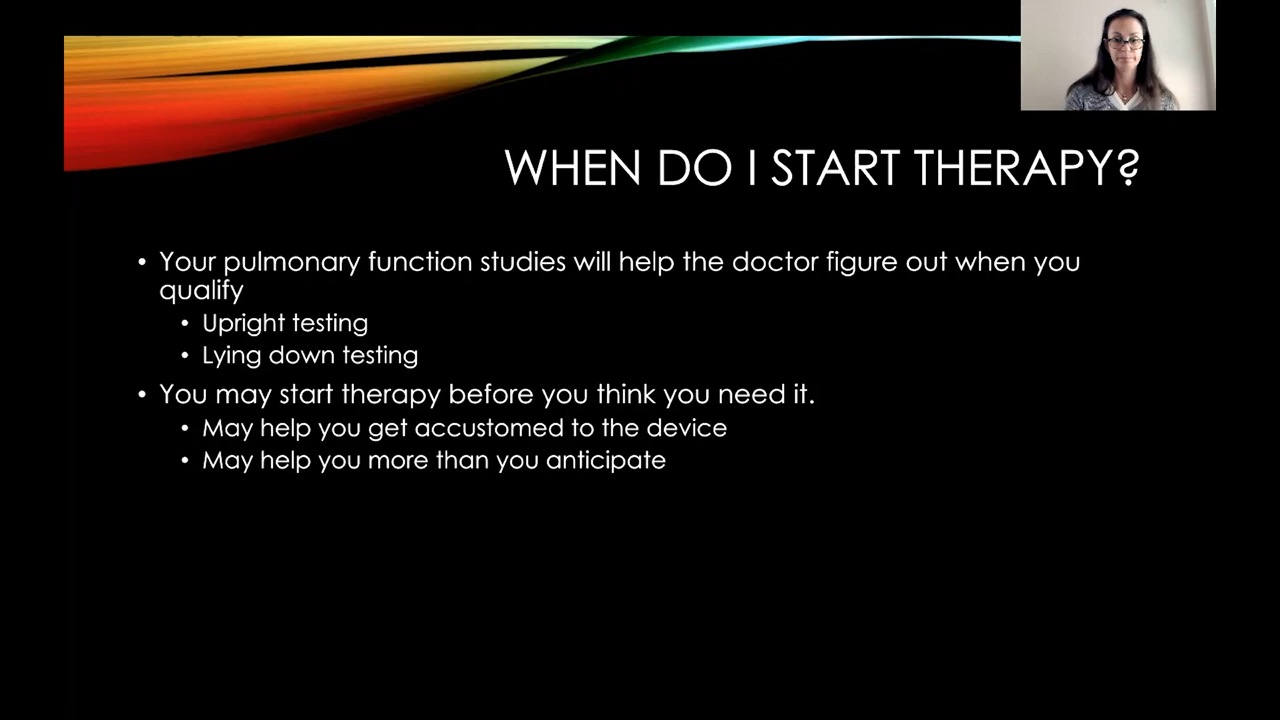 WHEN DO I START THERAPY?
• Your pulmonary function studies will help the doctor figure out when you
qualify
• Upright testing
• Lying down testing
• You may start therapy before you think you need it.
• May help you get accustomed to the device
• May help you more than you anticipate